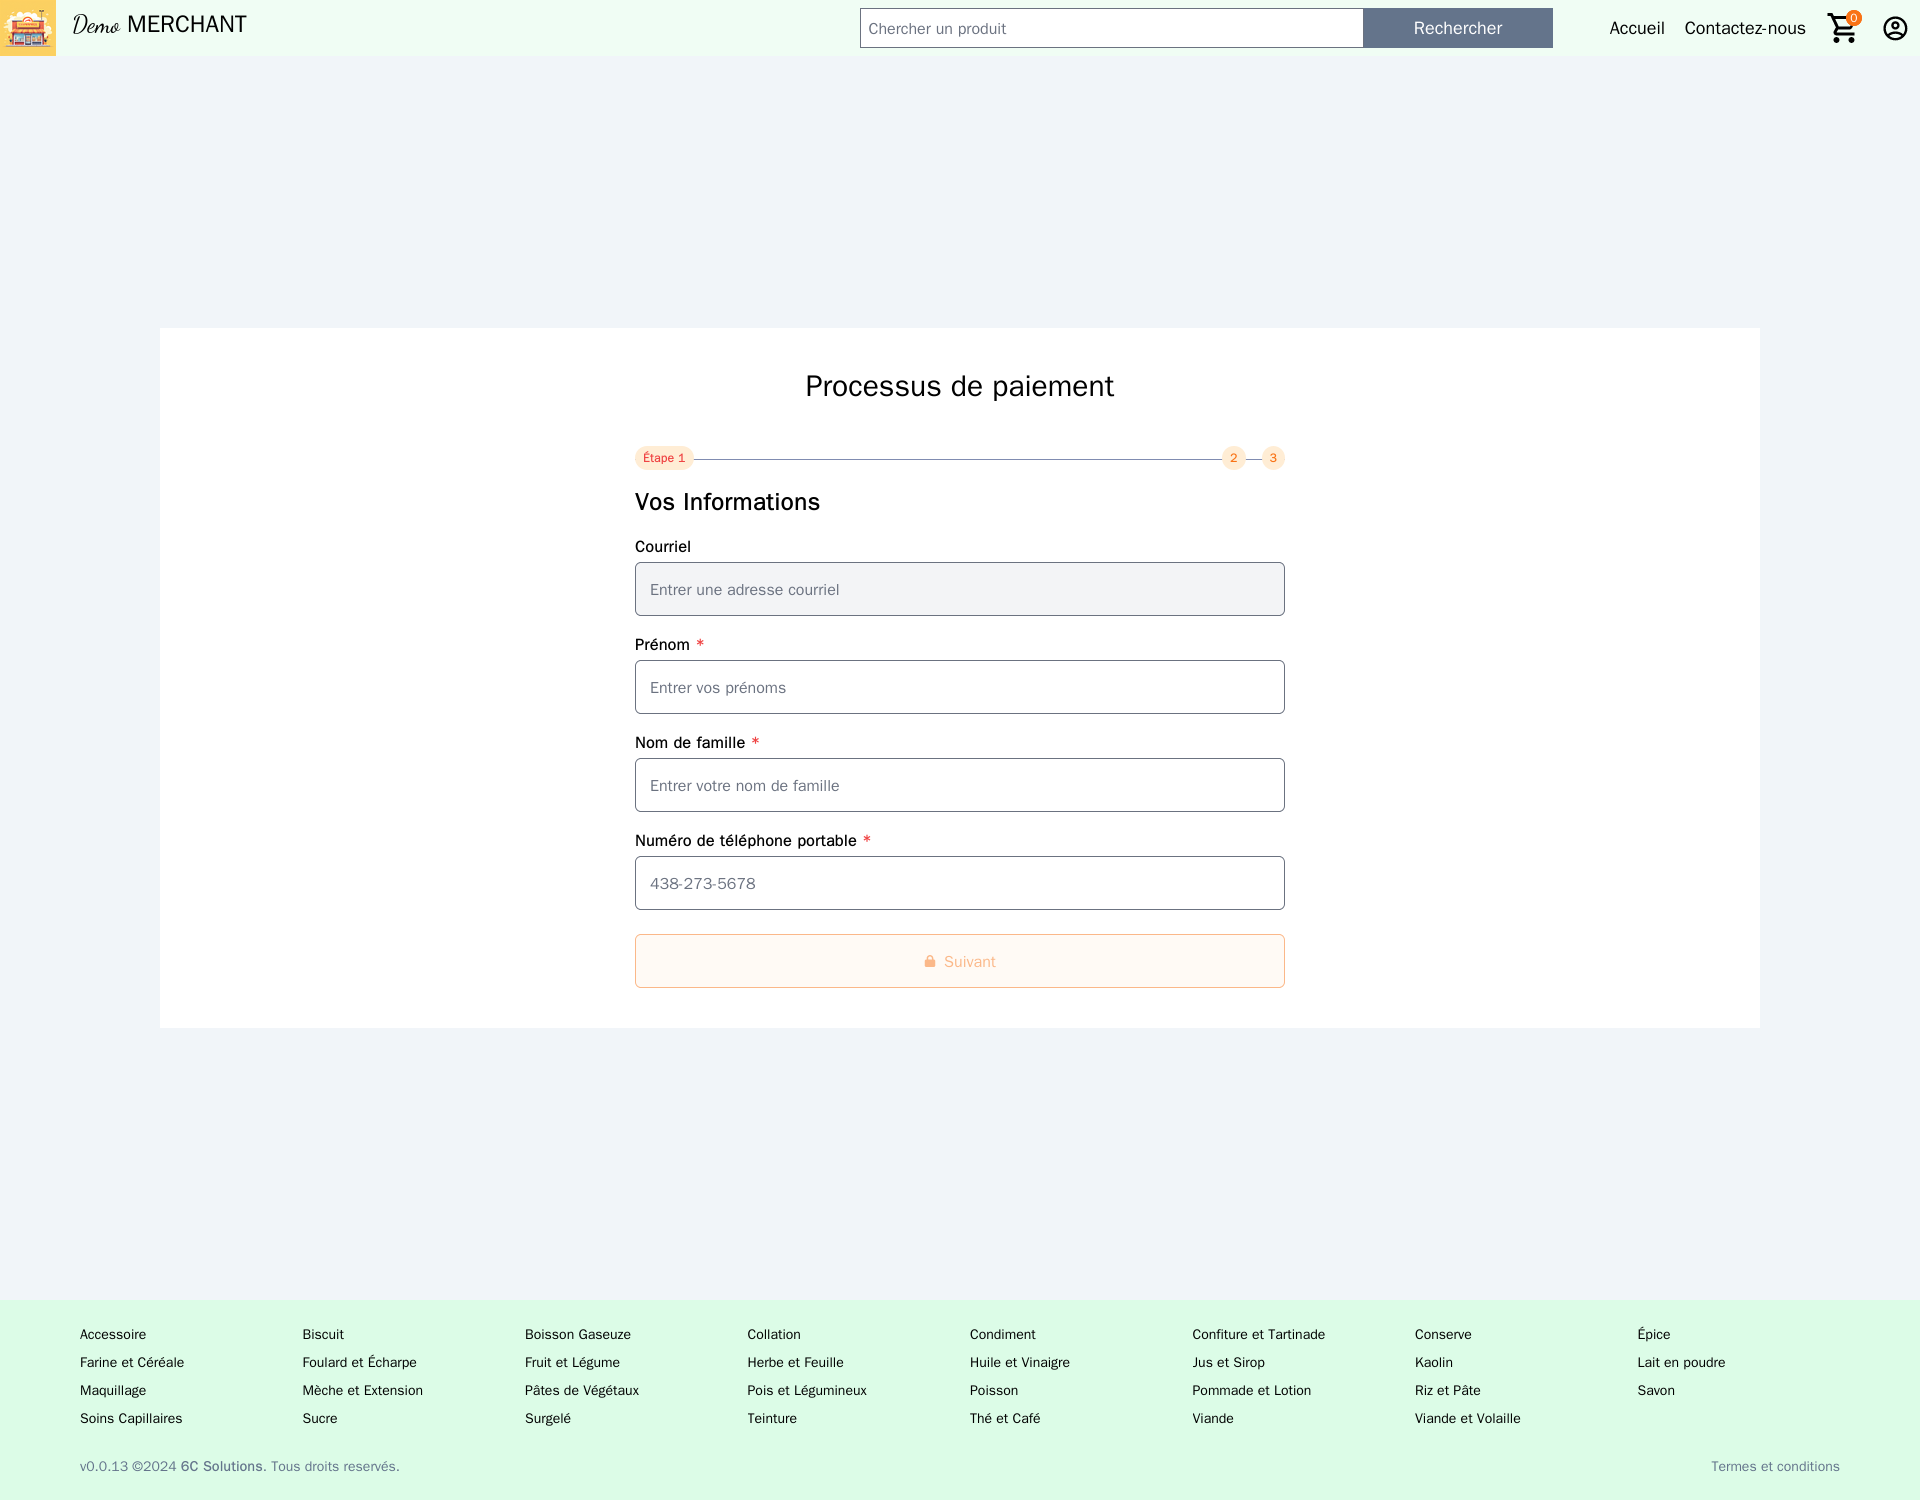 Demo MERCHANT
Chercher un produit
Rechercher
Accueil
Contactez-nous
0
Processus de paiement
Étape 1
2
3
Vos Informations
Courriel
Entrer une adresse courriel
Prénom *
Entrer vos prénoms
Nom de famille *
Entrer votre nom de famille
Numéro de téléphone portable *
438-273-5678
Suivant
Accessoire Biscuit Boisson Gaseuze Collation Condiment Confiture et Tartinade Conserve Épice
Farine et Céréale Foulard et Écharpe Fruit et Légume Herbe et Feuille Huile et Vinaigre Jus et Sirop Kaolin Lait en poudre
Maquillage Mèche et Extension Pâtes de Végétaux Pois et Légumineux Poisson Pommade et Lotion Riz et Pâte Savon
Soins Capillaires Sucre Surgelé Teinture Thé et Café Viande Viande et Volaille
v0.0.13 ©2024 6C Solutions. Tous droits reservés.
Termes et conditions